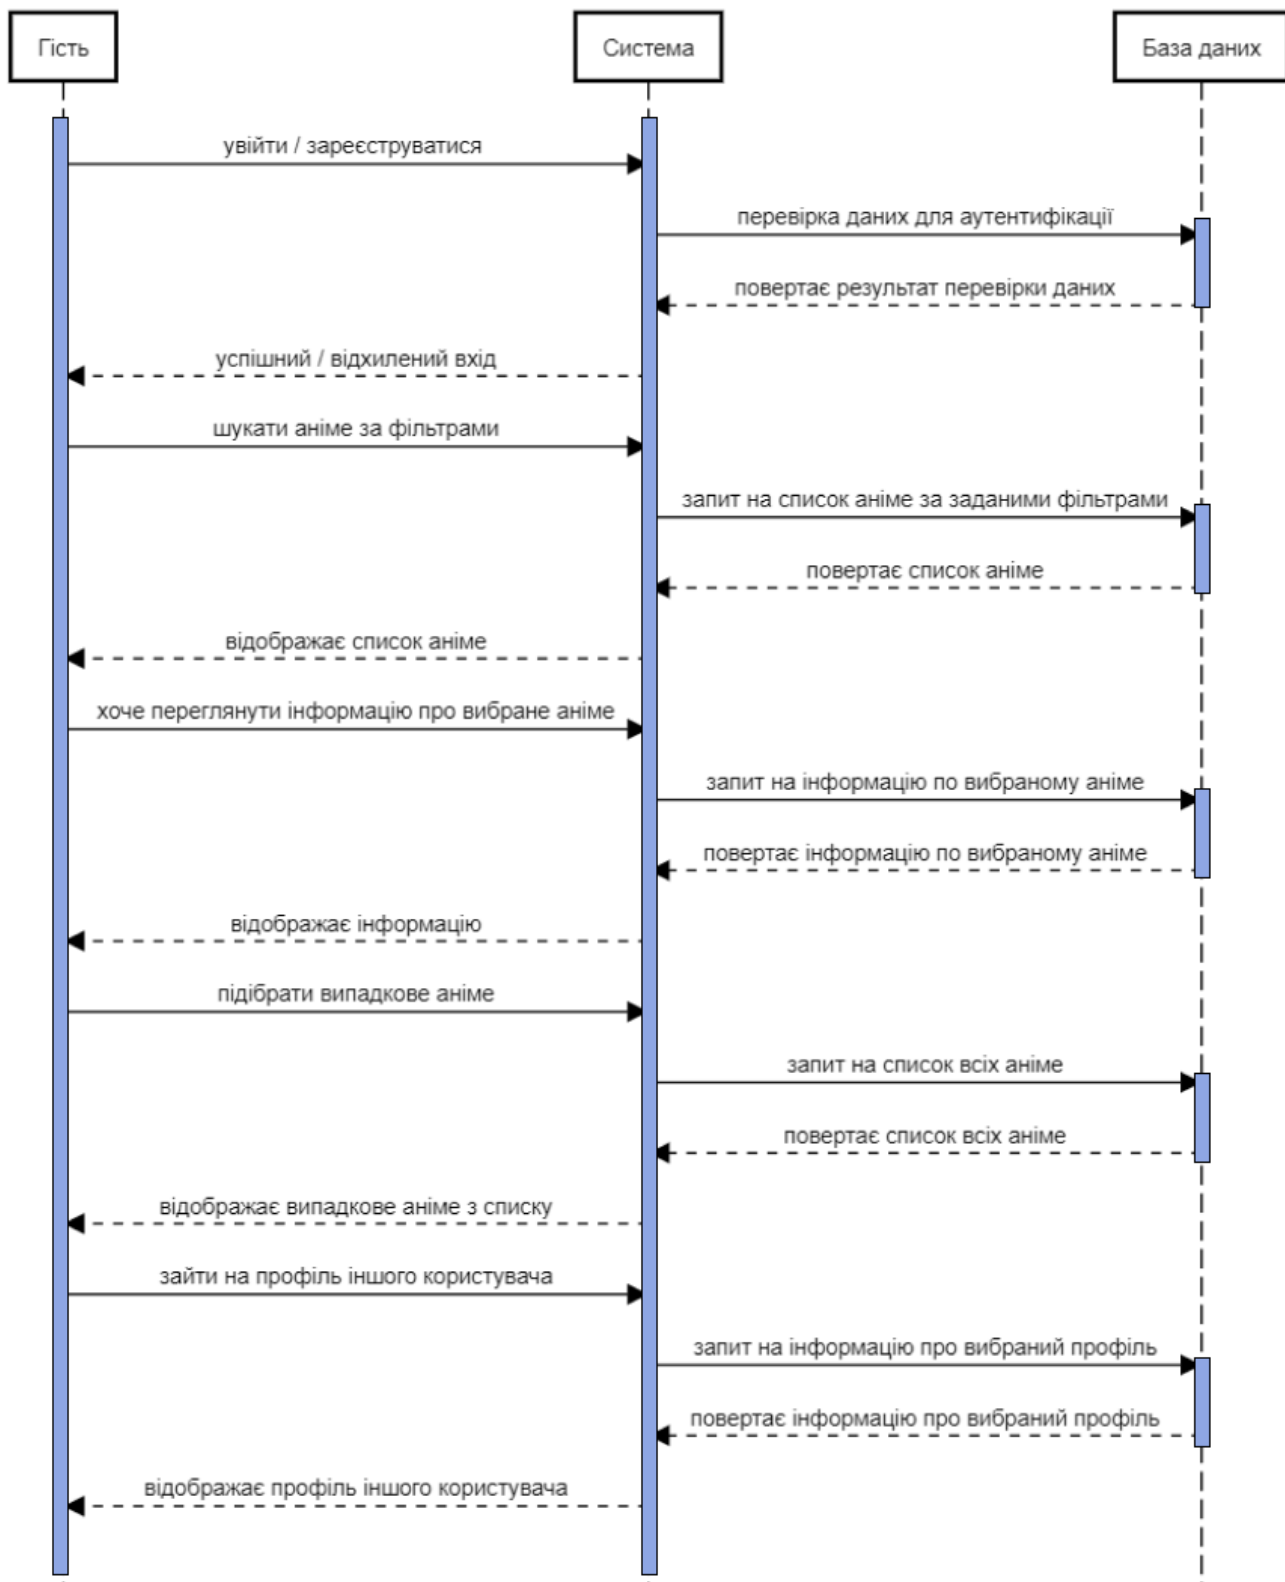 Гість
Система
База даних
увійти / зареєструватися
перевірка даних для аутентифікації
повертає результат перевірки даних
успішний / відхилений вхід
шукати аніме за фільтрами
запит на список аніме за заданими фільтрами
повертає список аніме
відображає список аніме
хоче переглянути інформацію про вибране аніме
запит на інформацію по вибраному аніме
повертає інформацію по вибраному аніме
відображає інформацію
підібрати випадкове аніме
запит на список всіх аніме
повертає список всіх аніме
відображає випадкове аніме з списку
зайти на профіль іншого користувача
запит на інформацію про вибраний профіль
повертає інформацію про вибраний профіль
відображає профіль іншого користувача